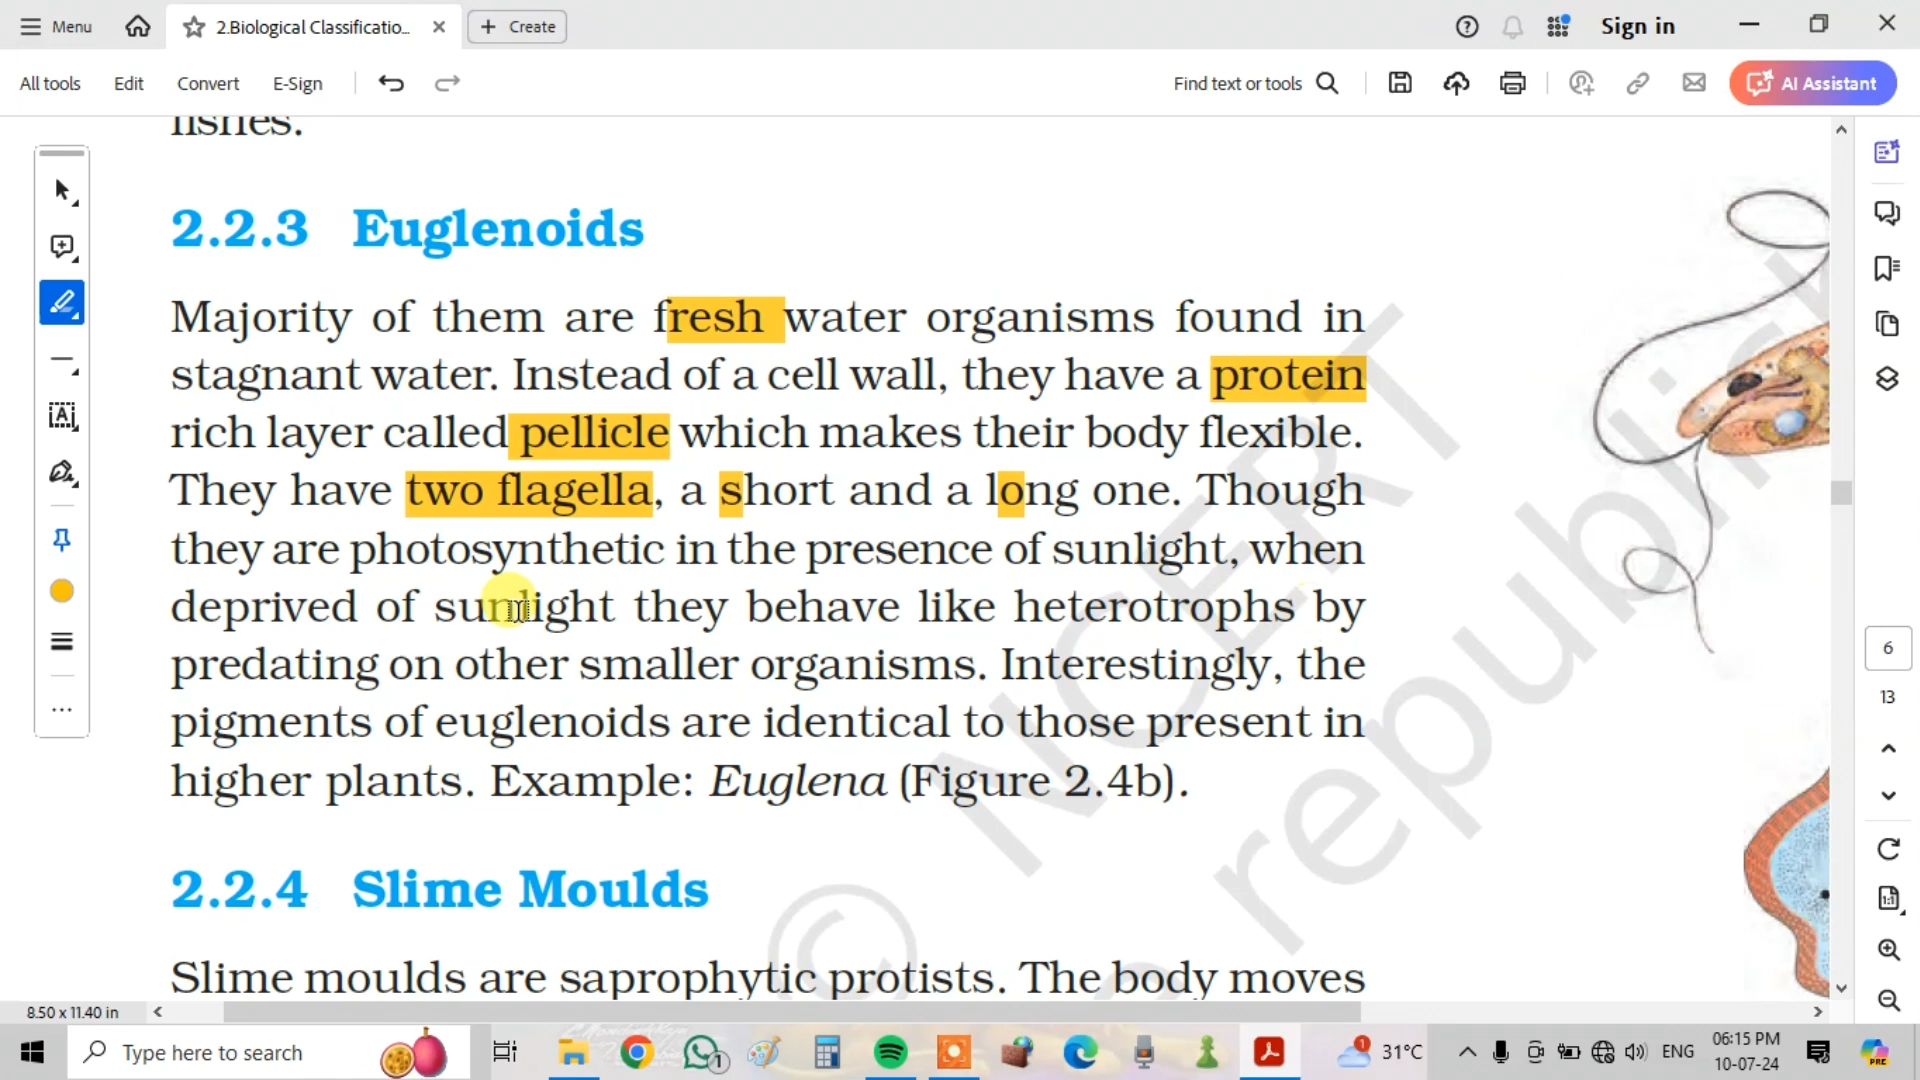 Menu
2.Biological Classificatio...
Create
Sign in
All tools
Edit
Convert
E-Sign
Find text or tools
AI Assistant
fishes.
2.2.3 Euglenoids
Majority of them are fresh water organisms found in
stagnant water. Instead of a cell wall, they have a protein
rich layer called pellicle which makes their body flexible.
They have two flagella, a short and a long one. Though
they are photosynthetic in the presence of sunlight, when
deprived of sunlight they behave like heterotrophs by
predating on other smaller organisms. Interestingly, the
pigments of euglenoids are identical to those present in
higher plants. Example: Euglena (Figure 2.4b).
2.2.4 Slime Moulds
Slime moulds are saprophytic protists. The body moves
© NCERT
republish
6
13
8.50 x 11.40 in
Type here to search
1
1
31°C
ENG
06:15 PM
10-07-24
PRE